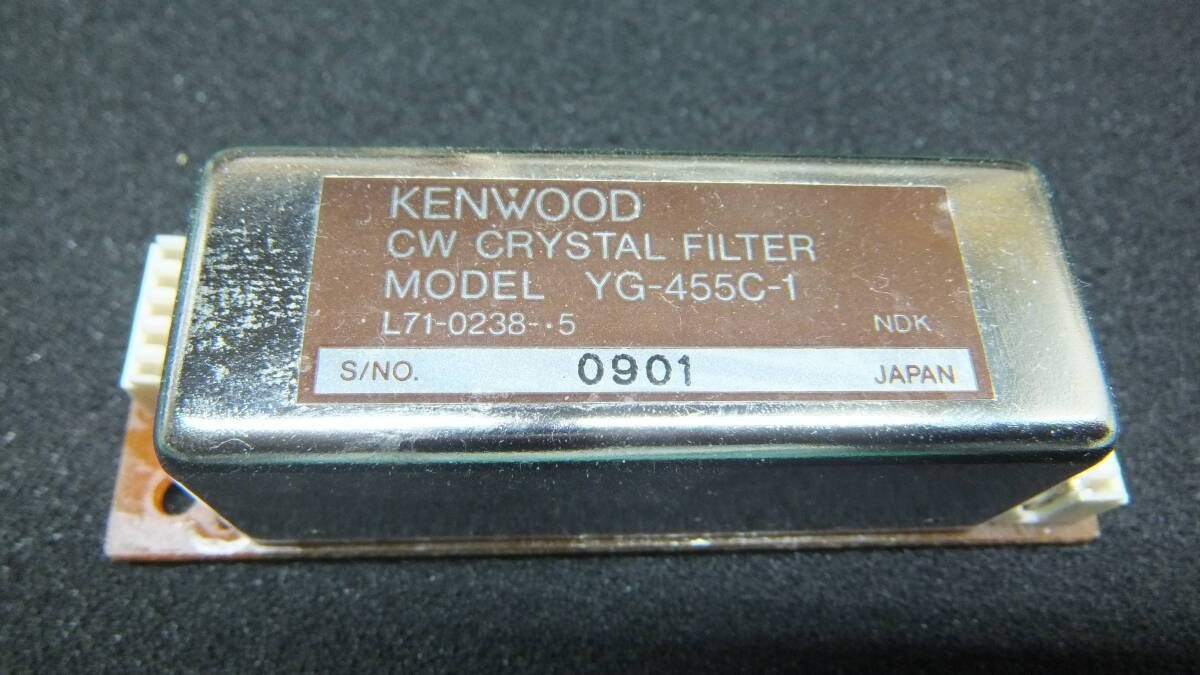 KENWOOD
CW CRYSTAL FILTER
MODEL YG-455C-1
L71-0238-·5 NDK
S/NO. 0901 JAPAN